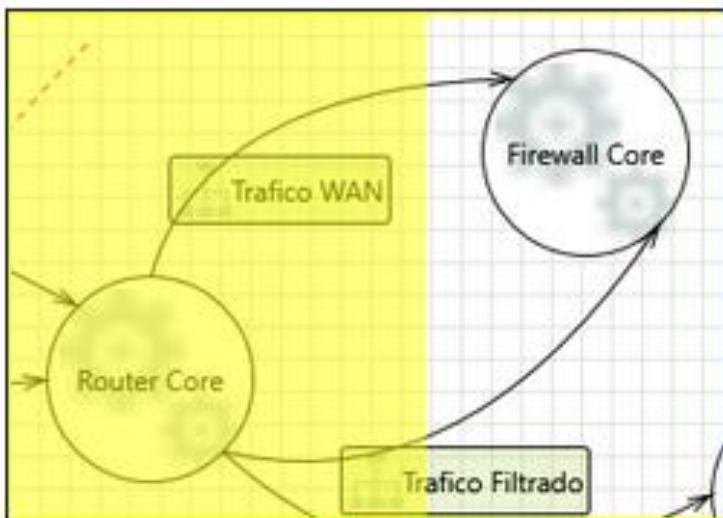 Firewall Core
Trafico WAN
Router Core
Trafico Filtrado